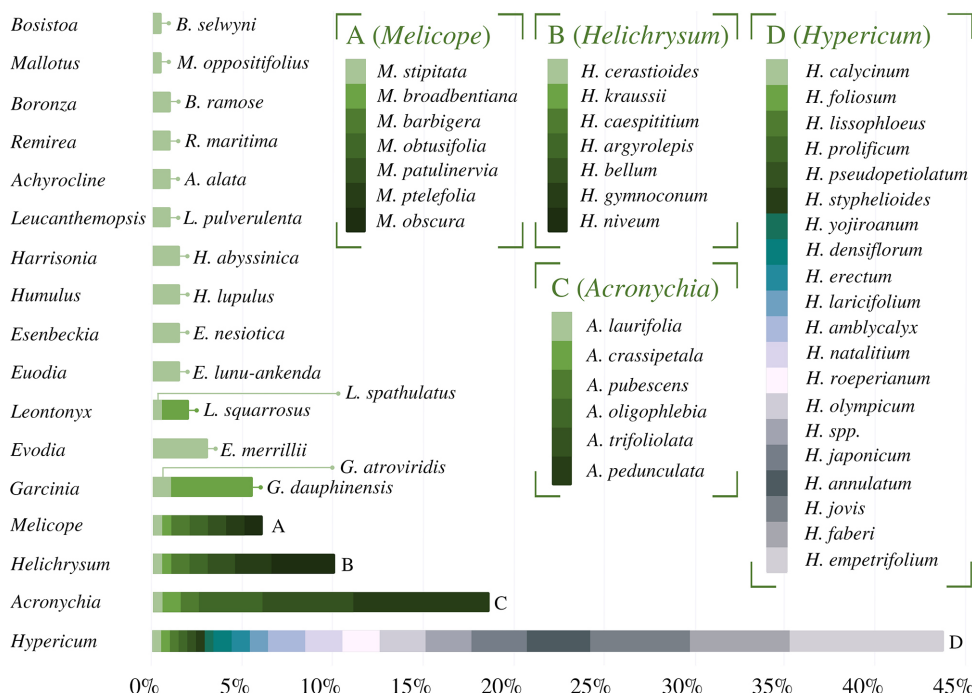 Bosistoa
B. selwyni
Mallotus
M. oppositifolius
Boronza
B. ramose
Remirea
R. maritima
Achyrocline
A. alata
Leucanthemopsis
L. pulverulenta
Harrisonia
H. abyssinica
Humulus
H. lupulus
Esenbeckia
E. nesiotica
Euodia
E. lunu-ankenda
L. spathulatus
Leontonyx
L. squarrosus
Evodia
E. merrillii
G. atroviridis
Garcinia
G. dauphinensis
Melicope
A
Helichrysum
B
Acronychia
C
Hypericum
D
0% 5% 10% 15% 20% 25% 30% 35% 40% 45%
A (Melicope)
M. stipitata
M. broadbentiana
M. barbigera
M. obtusifolia
M. patulinervia
M. ptelefolia
M. obscura
B (Helichrysum)
H. cerastioides
H. kraussii
H. caespititium
H. argyrolepis
H. bellum
H. gymnoconum
H. niveum
C (Acronychia)
A. laurifolia
A. crassipetala
A. pubescens
A. oligophlebia
A. trifoliolata
A. pedunculata
D (Hypericum)
H. calycinum
H. foliosum
H. lissophloeus
H. prolificum
H. pseudopetiolatum
H. styphelioides
H. yojiroanum
H. densiflorum
H. erectum
H. laricifolium
H. amblycalyx
H. natalitium
H. roeperianum
H. olympicum
H. spp.
H. japonicum
H. annulatum
H. jovis
H. faberi
H. empetrifolium